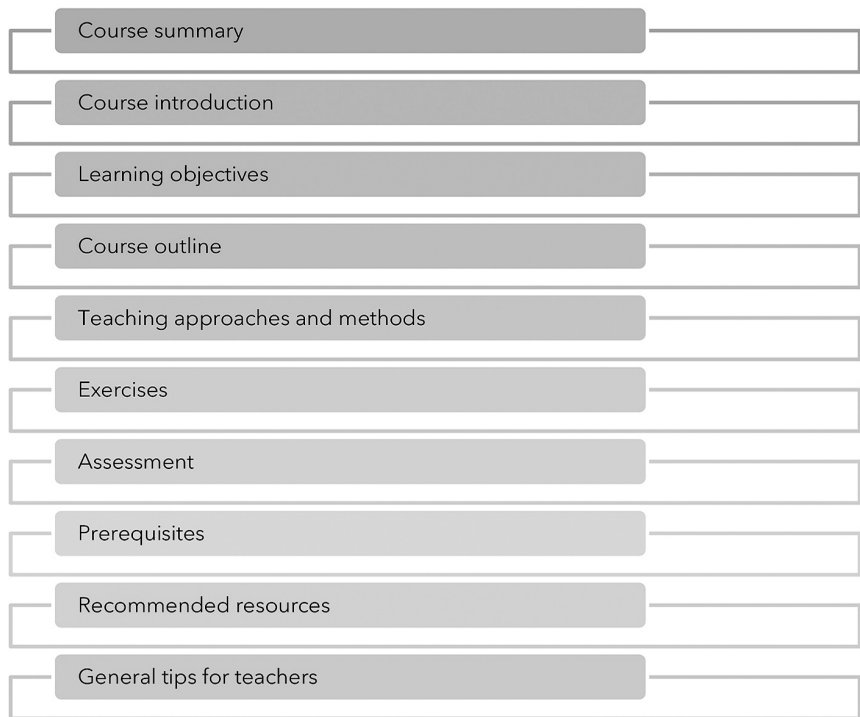 Course summary
Course introduction
Learning objectives
Course outline
Teaching approaches and methods
Exercises
Assessment
Prerequisites
Recommended resources
General tips for teachers